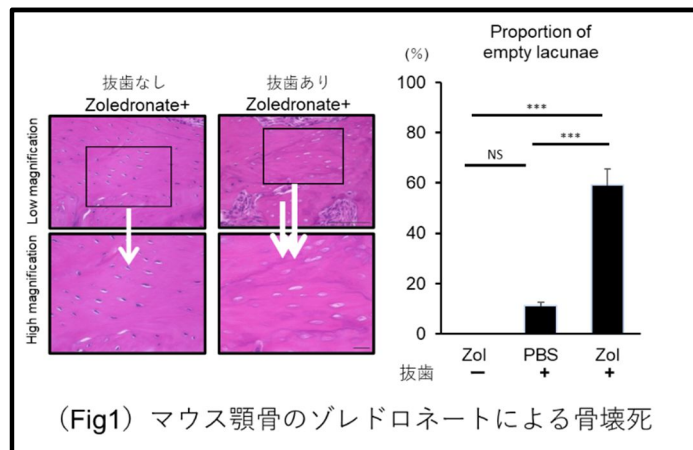 抜歯なし
Zoledronate+
抜歯あり
Zoledronate+
Low magnification
High magnification
Proportion of
empty lacunae
(%)
100
80
60
40
20
0
***
***
NS
Zol PBS Zol
抜歯 − + +
（Fig1）マウス顎骨のゾレドロネートによる骨壊死